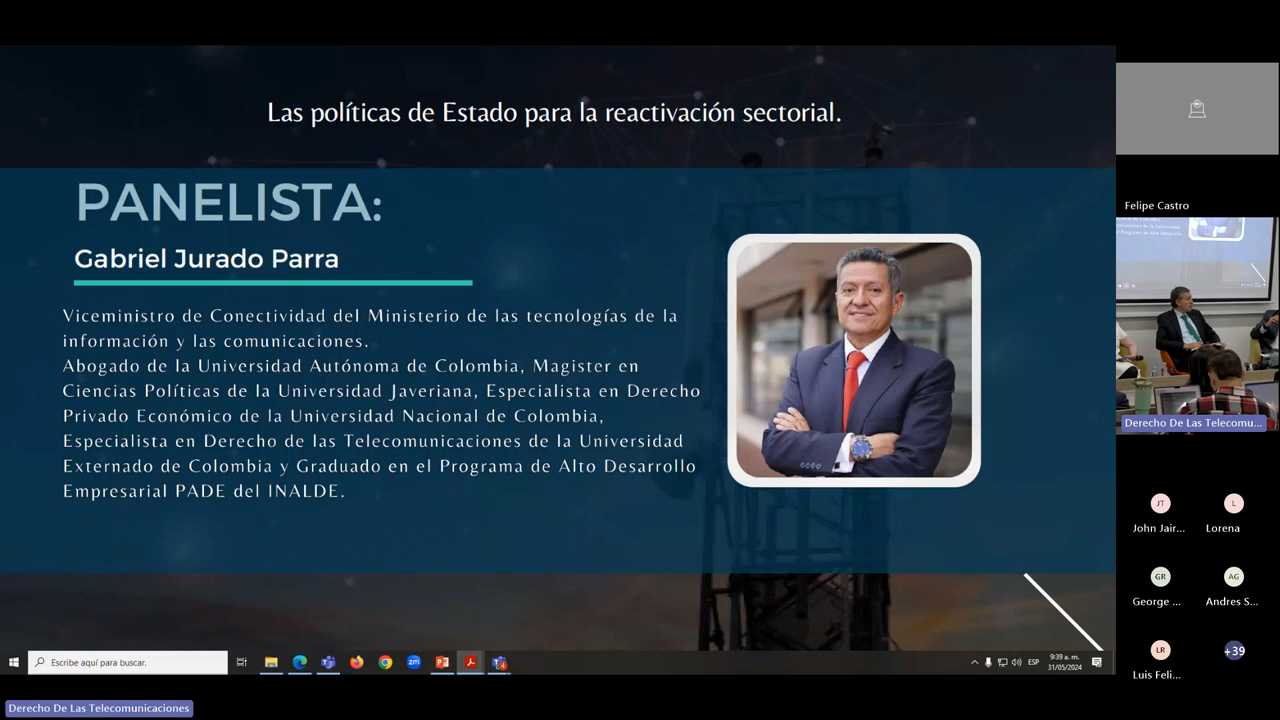 Las políticas de Estado para la reactivación sectorial.
PANELISTA:
Gabriel Jurado Parra
Viceministro de Conectividad del Ministerio de las tecnologías de la
información y las comunicaciones.
Abogado de la Universidad Autónoma de Colombia, Magister en
Ciencias Políticas de la Universidad Javeriana, Especialista en Derecho
Privado Económico de la Universidad Nacional de Colombia,
Especialista en Derecho de las Telecomunicaciones de la Universidad
Externado de Colombia y Graduado en el Programa de Alto Desarrollo
Empresarial PADE del INALDE.
Felipe Castro
Derecho De Las Telecomu...
JT
L
John Jair...
Lorena
GR
AG
George ...
Andres S...
LR
+39
Luis Feli...
Escribe aquí para buscar.
zm
ESP
9:39 a. m.
31/05/2024
Derecho De Las Telecomunicaciones